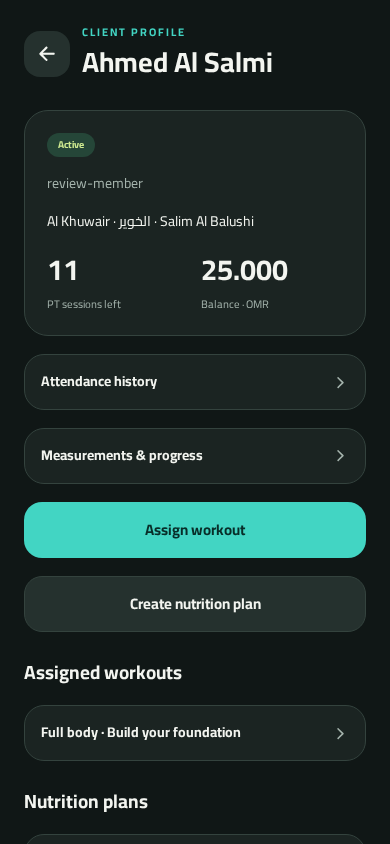 CLIENT PROFILE
Ahmed Al Salmi
Active
review-member
Al Khuwair · الخوير · Salim Al Balushi
11
PT sessions left
25.000
Balance · OMR
Attendance history
Measurements & progress
Assign workout
Create nutrition plan
Assigned workouts
Full body · Build your foundation
Nutrition plans